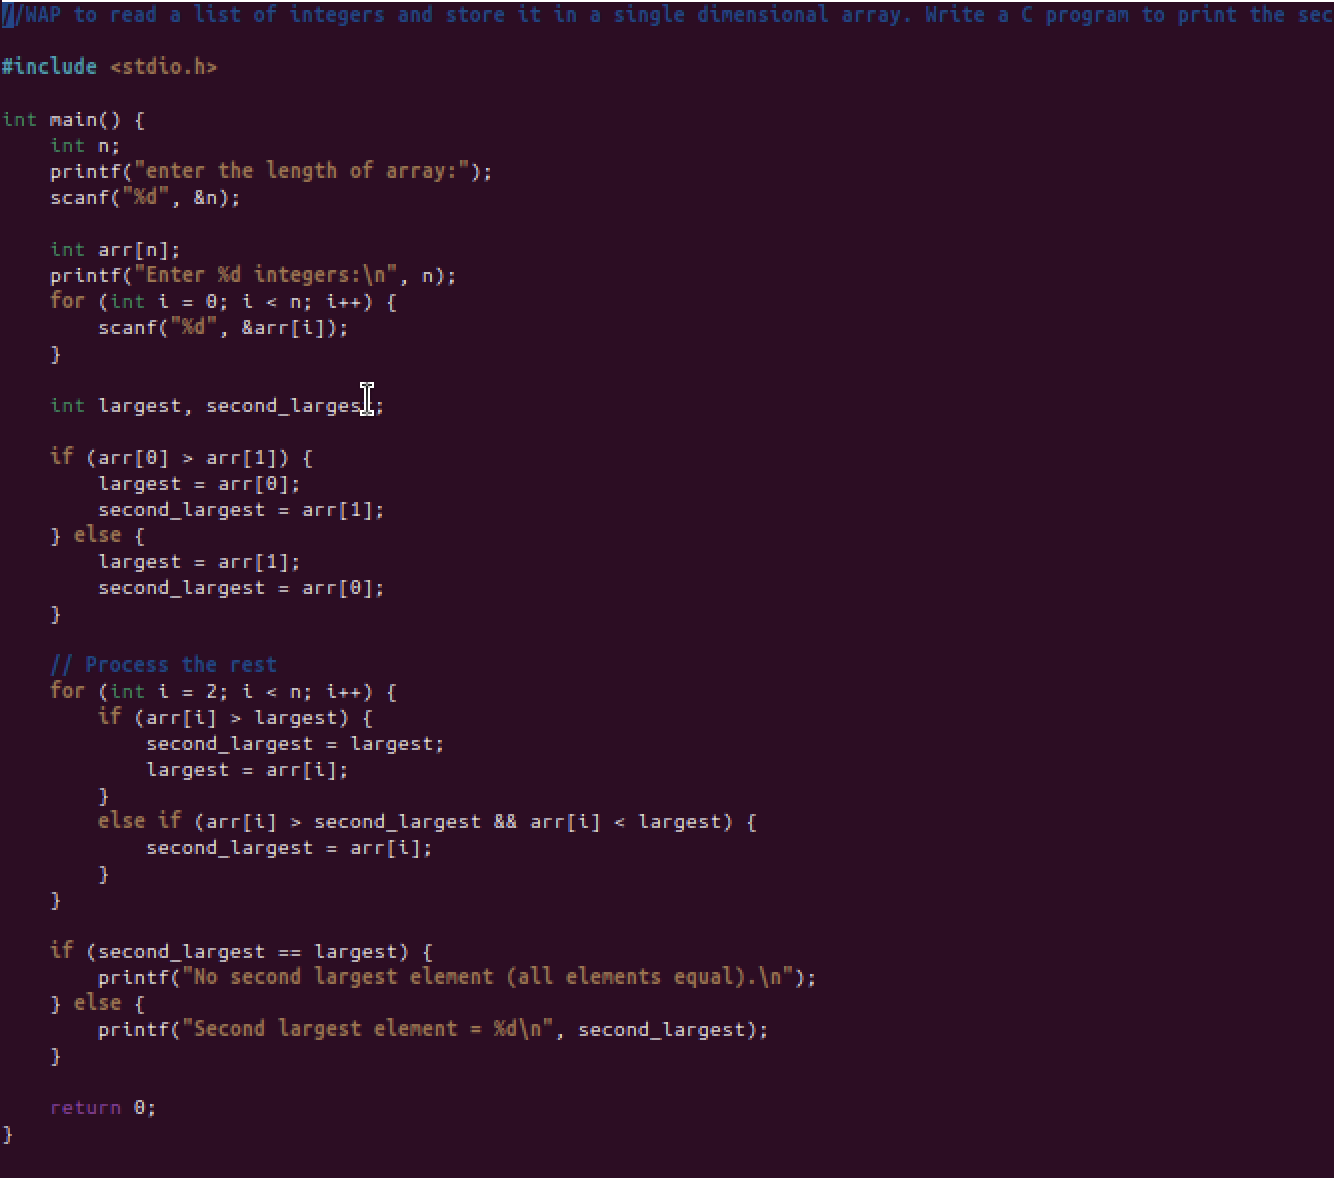 //WAP to read a list of integers and store it in a single dimensional array. Write a C program to print the sec
#include <stdio.h>
int main() {
    int n;
    printf("enter the length of array:");
    scanf("%d", &n);
    int arr[n];
    printf("Enter %d integers:\n", n);
    for (int i = 0; i < n; i++) {
        scanf("%d", &arr[i]);
    }
    int largest, second_largest;
    if (arr[0] > arr[1]) {
        largest = arr[0];
        second_largest = arr[1];
    } else {
        largest = arr[1];
        second_largest = arr[0];
    }
    // Process the rest
    for (int i = 2; i < n; i++) {
        if (arr[i] > largest) {
            second_largest = largest;
            largest = arr[i];
        }
        else if (arr[i] > second_largest && arr[i] < largest) {
            second_largest = arr[i];
        }
    }
    if (second_largest == largest) {
        printf("No second largest element (all elements equal).\n");
    } else {
        printf("Second largest element = %d\n", second_largest);
    }
    return 0;
}